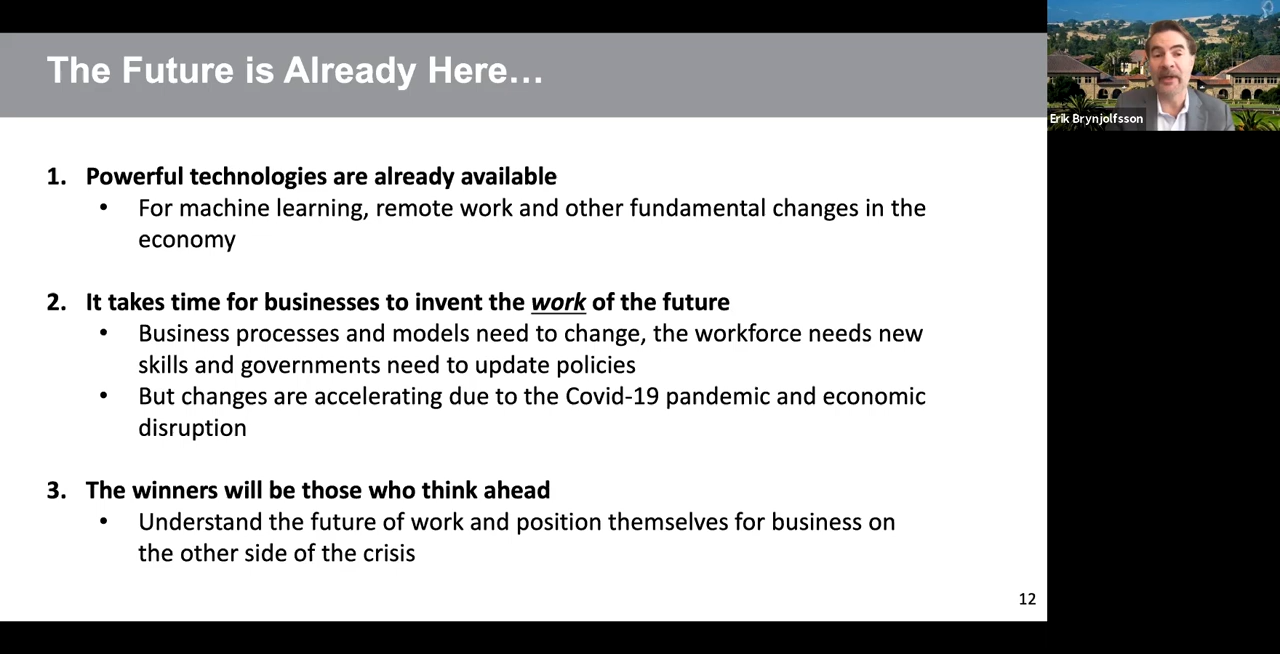 The Future is Already Here…
Erik Brynjolfsson
1. Powerful technologies are already available
• For machine learning, remote work and other fundamental changes in the
economy
2. It takes time for businesses to invent the work of the future
• Business processes and models need to change, the workforce needs new
skills and governments need to update policies
• But changes are accelerating due to the Covid-19 pandemic and economic
disruption
3. The winners will be those who think ahead
• Understand the future of work and position themselves for business on
the other side of the crisis
12